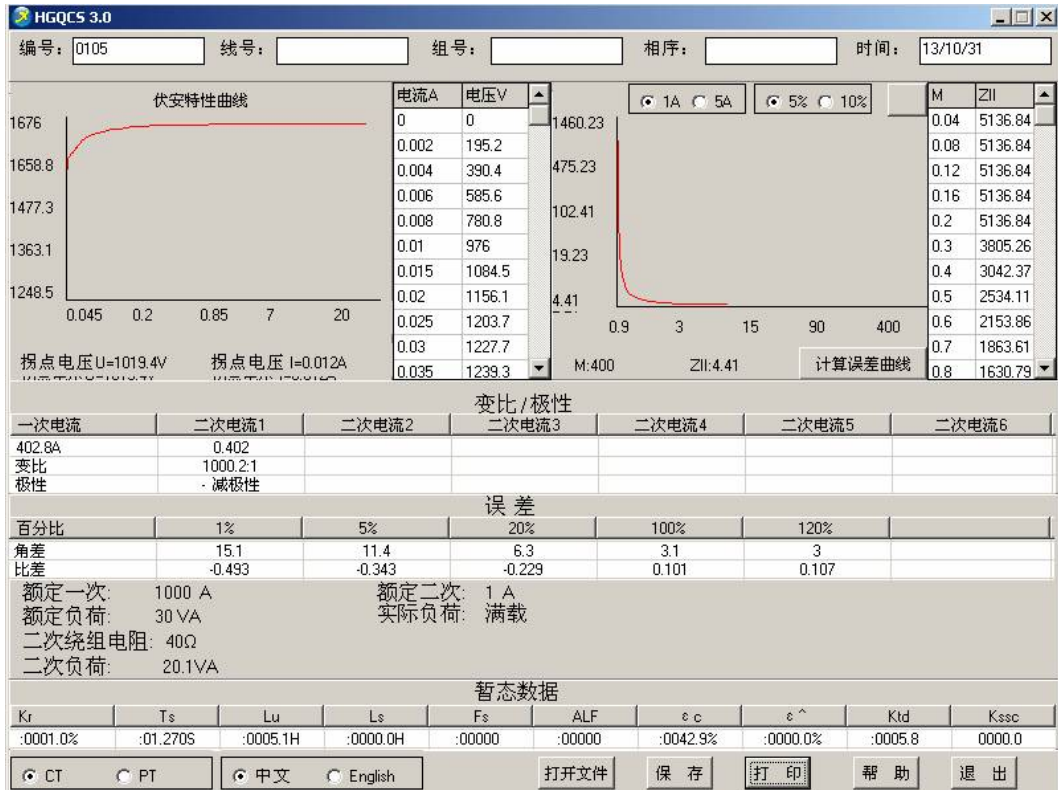 HGQCS 3.0
编号: 0105 线号: 组号: 相序: 时间: 13/10/31
伏安特性曲线
1676
1658.8
1477.3
1363.1
1248.5
0.045 0.2 0.85 7 20
拐点电压U=1019.4V 拐点电压 I=0.012A
电流A 电压V
0 0
0.002 195.2
0.004 390.4
0.006 585.6
0.008 780.8
0.01 976
0.015 1084.5
0.02 1156.1
0.025 1203.7
0.03 1227.7
0.035 1239.3
1A 5A 5% 10%
1460.23
475.23
102.41
19.23
4.41
0.9 3 15 90 400
M:400 ZII:4.41 计算误差曲线
M ZII
0.04 5136.84
0.08 5136.84
0.12 5136.84
0.16 5136.84
0.2 5136.84
0.3 3805.26
0.4 3042.37
0.5 2534.11
0.6 2153.86
0.7 1863.61
0.8 1630.79
变比/极性
一次电流 二次电流1 二次电流2 二次电流3 二次电流4 二次电流5 二次电流6
402.8A 0.402
变比 1000.2:1
极性 - 减极性
误 差
百分比 1% 5% 20% 100% 120%
角差 15.1 11.4 6.3 3.1 3
比差 -0.493 -0.343 -0.229 0.101 0.107
额定一次: 1000 A 额定二次: 1 A
额定负荷: 30 VA 实际负荷: 满载
二次绕组电阻: 40Ω
二次负荷: 20.1VA
暂态数据
Kr Ts Lu Ls Fs ALF ε c ε ^ Ktd Kssc
:0001.0% :01.270S :0005.1H :0000.0H :00000 :00000 :0042.9% :0000.0% :0005.8 0000.0
CT PT 中文 English 打开文件 保 存 打 印 帮 助 退 出